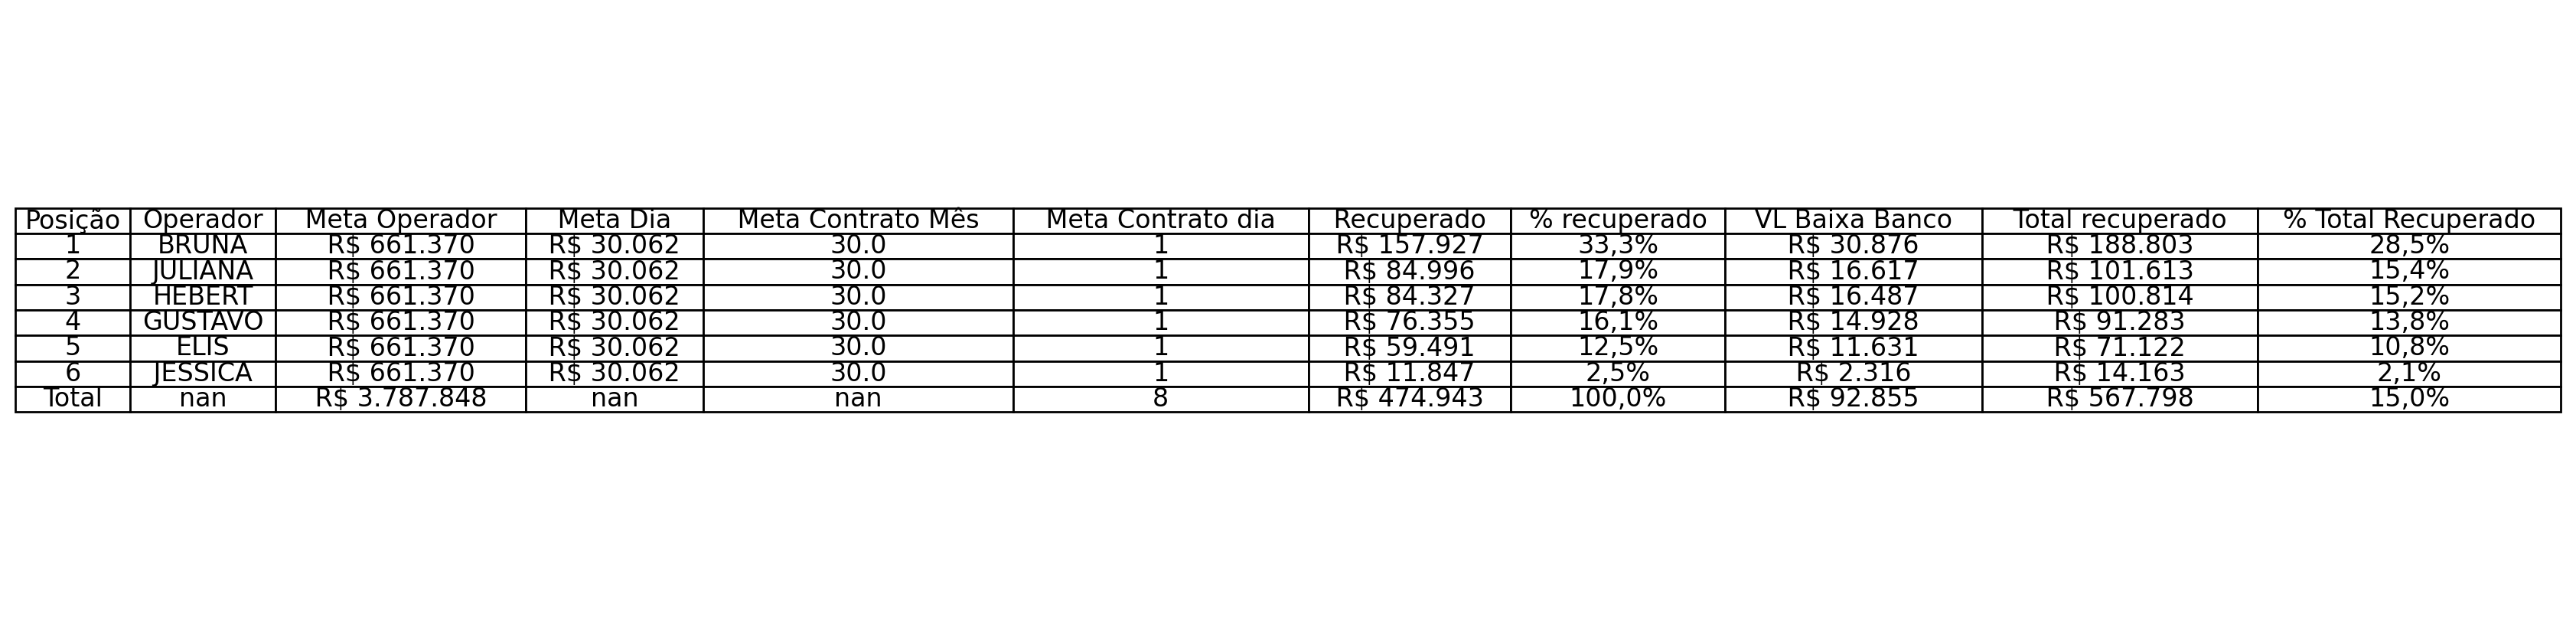 Posição Operador Meta Operador Meta Dia Meta Contrato Mês Meta Contrato dia Recuperado % recuperado VL Baixa Banco Total recuperado % Total Recuperado
1 BRUNA R$ 661.370 R$ 30.062 30.0 1 R$ 157.927 33,3% R$ 30.876 R$ 188.803 28,5%
2 JULIANA R$ 661.370 R$ 30.062 30.0 1 R$ 84.996 17,9% R$ 16.617 R$ 101.613 15,4%
3 HEBERT R$ 661.370 R$ 30.062 30.0 1 R$ 84.327 17,8% R$ 16.487 R$ 100.814 15,2%
4 GUSTAVO R$ 661.370 R$ 30.062 30.0 1 R$ 76.355 16,1% R$ 14.928 R$ 91.283 13,8%
5 ELIS R$ 661.370 R$ 30.062 30.0 1 R$ 59.491 12,5% R$ 11.631 R$ 71.122 10,8%
6 JESSICA R$ 661.370 R$ 30.062 30.0 1 R$ 11.847 2,5% R$ 2.316 R$ 14.163 2,1%
Total nan R$ 3.787.848 nan nan 8 R$ 474.943 100,0% R$ 92.855 R$ 567.798 15,0%